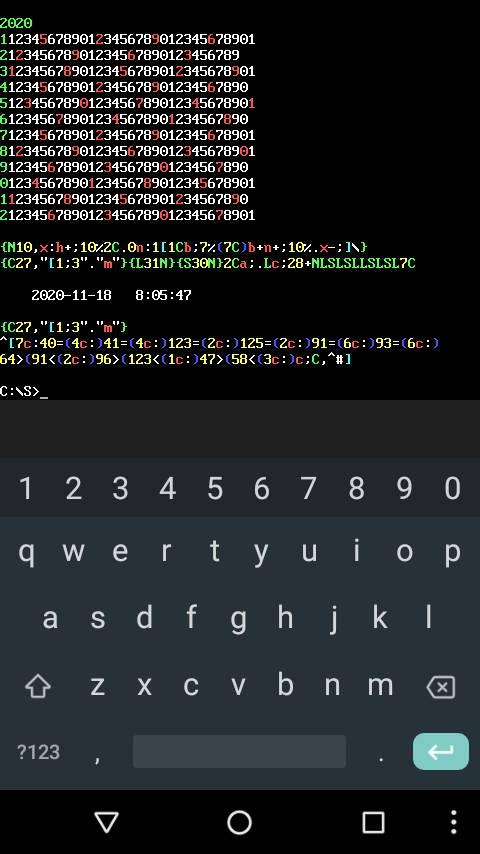 2020
11234567890123456789012345678901
212345678901234567890123456789
31234567890123456789012345678901
4123456789012345678901234567890
51234567890123456789012345678901
6123456789012345678901234567890
71234567890123456789012345678901
81234567890123456789012345678901
9123456789012345678901234567890
01234567890123456789012345678901
1123456789012345678901234567890
21234567890123456789012345678901
{N10,x:h+;10%2C.0n:1[1Cb;7%(7C)b+n+;10%.x-;]\}
{C27,"[1;3"."m"}{L31N}{S30N}2Ca;.Lc;28+NLSLSLLSLSL7C
2020-11-18 8:05:47
{C27,"[1;3"."m"}
^[7c:40=(4c:)41=(4c:)123=(2c:)125=(2c:)91=(6c:)93=(6c:)
64>(91<(2c:)96>(123<(1c:)47>(58<(3c:)c;C,^#]
C:\S>_
1 2 3 4 5 6 7 8 9 0
q w e r t y u i o p
a s d f g h j k l
z x c v b n m
?123 , .